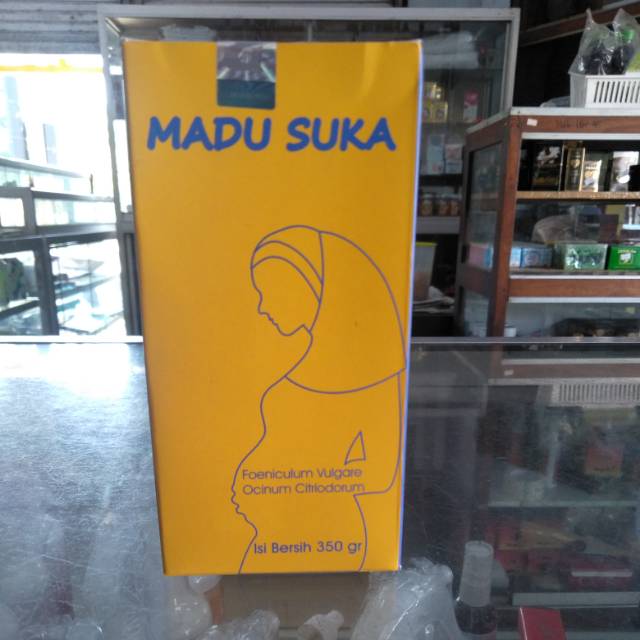 MADU SUKA
Foeniculum Vulgare
Ocinum Citriodorum
Isi Bersih 350 gr